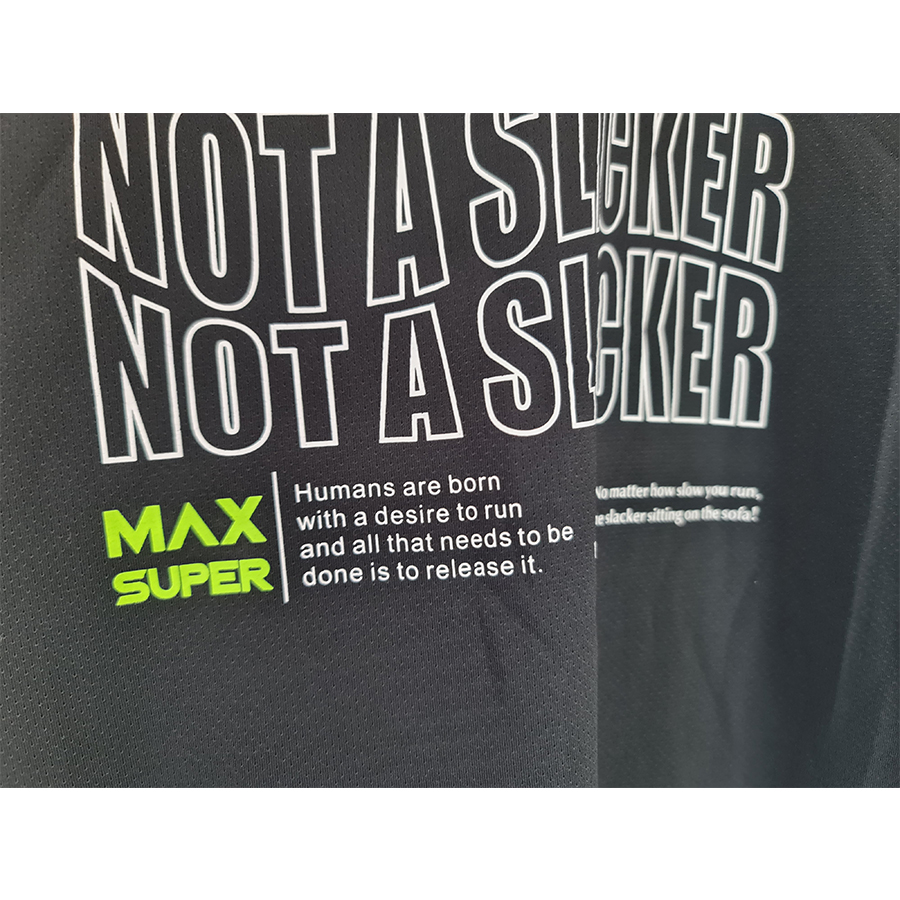 NOT A SLCKER
NOT A SLCKER
MAX
SUPER
Humans are born
with a desire to run
and all that needs to be
done is to release it.
No matter how slow you run,
slacker sitting on the sofa!